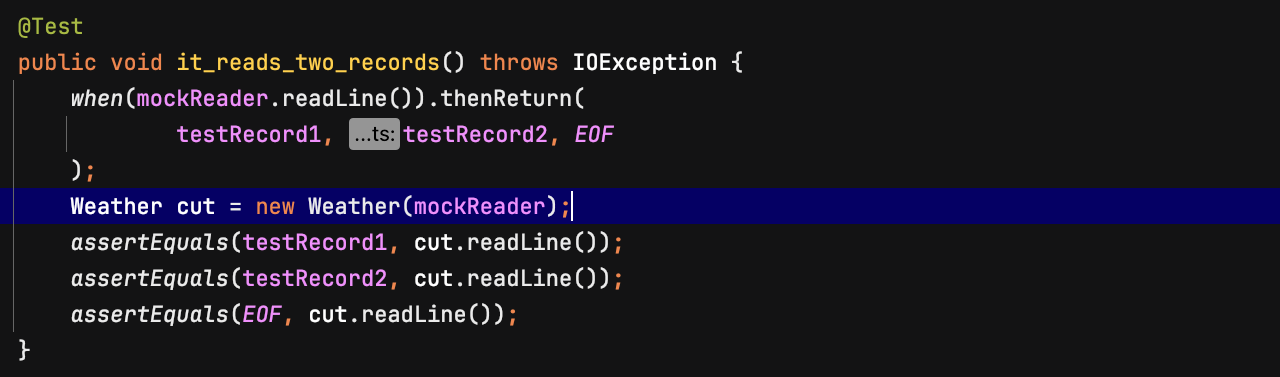 @Test
public void it_reads_two_records() throws IOException {
    when(mockReader.readLine()).thenReturn(
            testRecord1, ...ts: testRecord2, EOF
    );
    Weather cut = new Weather(mockReader);
    assertEquals(testRecord1, cut.readLine());
    assertEquals(testRecord2, cut.readLine());
    assertEquals(EOF, cut.readLine());
}